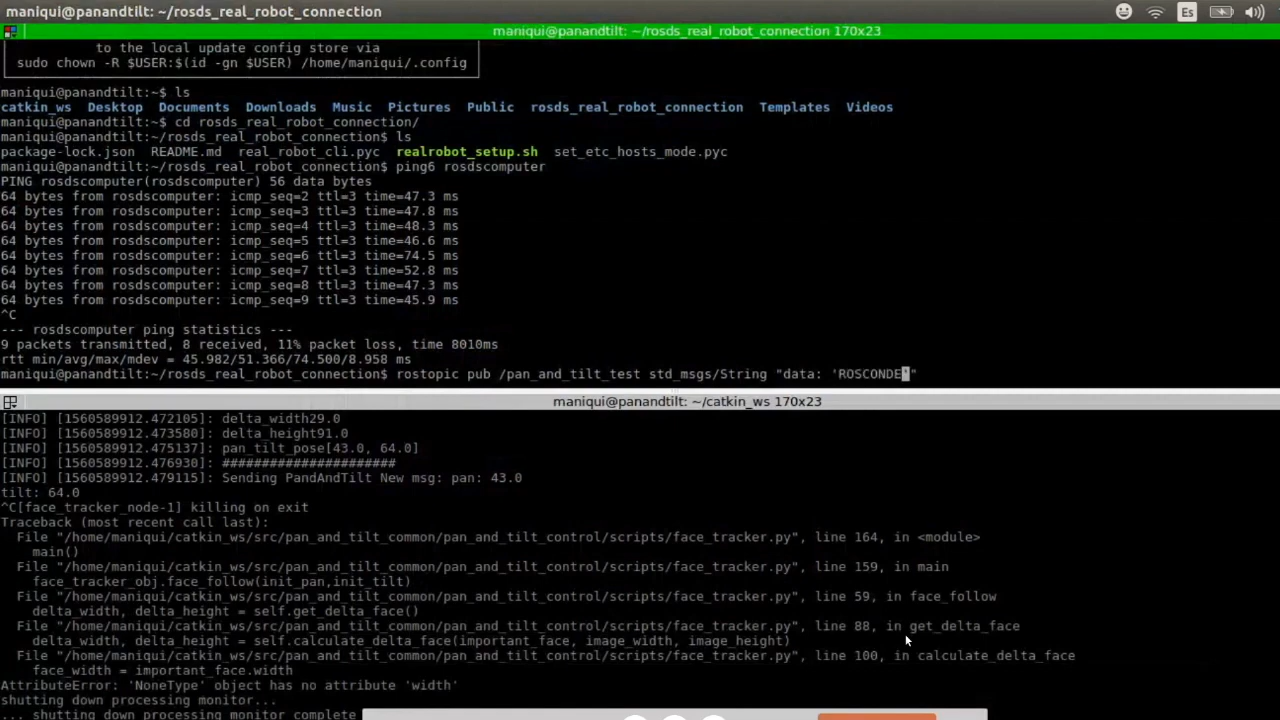 maniqui@panandtilt: ~/rosds_real_robot_connection
Es
maniqui@panandtilt: ~/rosds_real_robot_connection 170x23
to the local update config store via
sudo chown -R $USER:$(id -gn $USER) /home/maniqui/.config
maniqui@panandtilt:~$ ls
catkin_ws Desktop Documents Downloads Music Pictures Public rosds_real_robot_connection Templates Videos
maniqui@panandtilt:~$ cd rosds_real_robot_connection/
maniqui@panandtilt:~/rosds_real_robot_connection$ ls
package-lock.json README.md real_robot_cli.pyc realrobot_setup.sh set_etc_hosts_mode.pyc
maniqui@panandtilt:~/rosds_real_robot_connection$ ping6 rosdscomputer
PING rosdscomputer(rosdscomputer) 56 data bytes
64 bytes from rosdscomputer: icmp_seq=2 ttl=3 time=47.3 ms
64 bytes from rosdscomputer: icmp_seq=3 ttl=3 time=47.8 ms
64 bytes from rosdscomputer: icmp_seq=4 ttl=3 time=48.3 ms
64 bytes from rosdscomputer: icmp_seq=5 ttl=3 time=46.6 ms
64 bytes from rosdscomputer: icmp_seq=6 ttl=3 time=74.5 ms
64 bytes from rosdscomputer: icmp_seq=7 ttl=3 time=52.8 ms
64 bytes from rosdscomputer: icmp_seq=8 ttl=3 time=47.3 ms
64 bytes from rosdscomputer: icmp_seq=9 ttl=3 time=45.9 ms
^C
--- rosdscomputer ping statistics ---
9 packets transmitted, 8 received, 11% packet loss, time 8010ms
rtt min/avg/max/mdev = 45.982/51.366/74.500/8.958 ms
maniqui@panandtilt:~/rosds_real_robot_connection$ rostopic pub /pan_and_tilt_test std_msgs/String "data: 'ROSCONDE'"
maniqui@panandtilt: ~/catkin_ws 170x23
[INFO] [1560589912.472105]: delta_width29.0
[INFO] [1560589912.473580]: delta_height91.0
[INFO] [1560589912.475137]: pan_tilt_pose[43.0, 64.0]
[INFO] [1560589912.476930]: ######################
[INFO] [1560589912.479115]: Sending PandAndTilt New msg: pan: 43.0
tilt: 64.0
^C[face_tracker_node-1] killing on exit
Traceback (most recent call last):
File "/home/maniqui/catkin_ws/src/pan_and_tilt_common/pan_and_tilt_control/scripts/face_tracker.py", line 164, in <module>
main()
File "/home/maniqui/catkin_ws/src/pan_and_tilt_common/pan_and_tilt_control/scripts/face_tracker.py", line 159, in main
face_tracker_obj.face_follow(init_pan,init_tilt)
File "/home/maniqui/catkin_ws/src/pan_and_tilt_common/pan_and_tilt_control/scripts/face_tracker.py", line 59, in face_follow
delta_width, delta_height = self.get_delta_face()
File "/home/maniqui/catkin_ws/src/pan_and_tilt_common/pan_and_tilt_control/scripts/face_tracker.py", line 88, in get_delta_face
delta_width, delta_height = self.calculate_delta_face(important_face, image_width, image_height)
File "/home/maniqui/catkin_ws/src/pan_and_tilt_common/pan_and_tilt_control/scripts/face_tracker.py", line 100, in calculate_delta_face
face_width = important_face.width
AttributeError: 'NoneType' object has no attribute 'width'
shutting down processing monitor...
... shutting down processing monitor complete